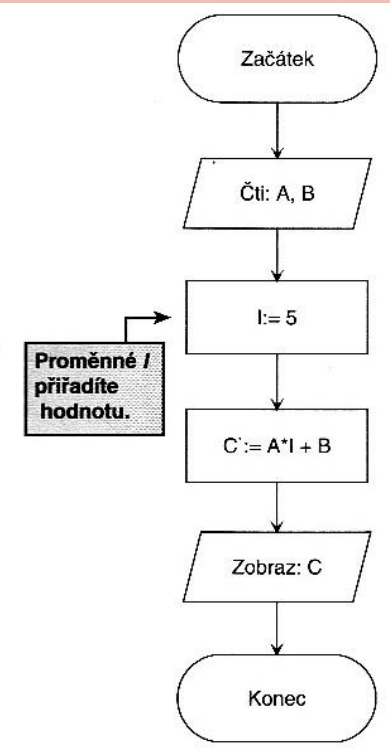 Začátek
Čti: A, B
I:= 5
Proměnné I
přiřadíte
hodnotu.
C`:= A*I + B
Zobraz: C
Konec